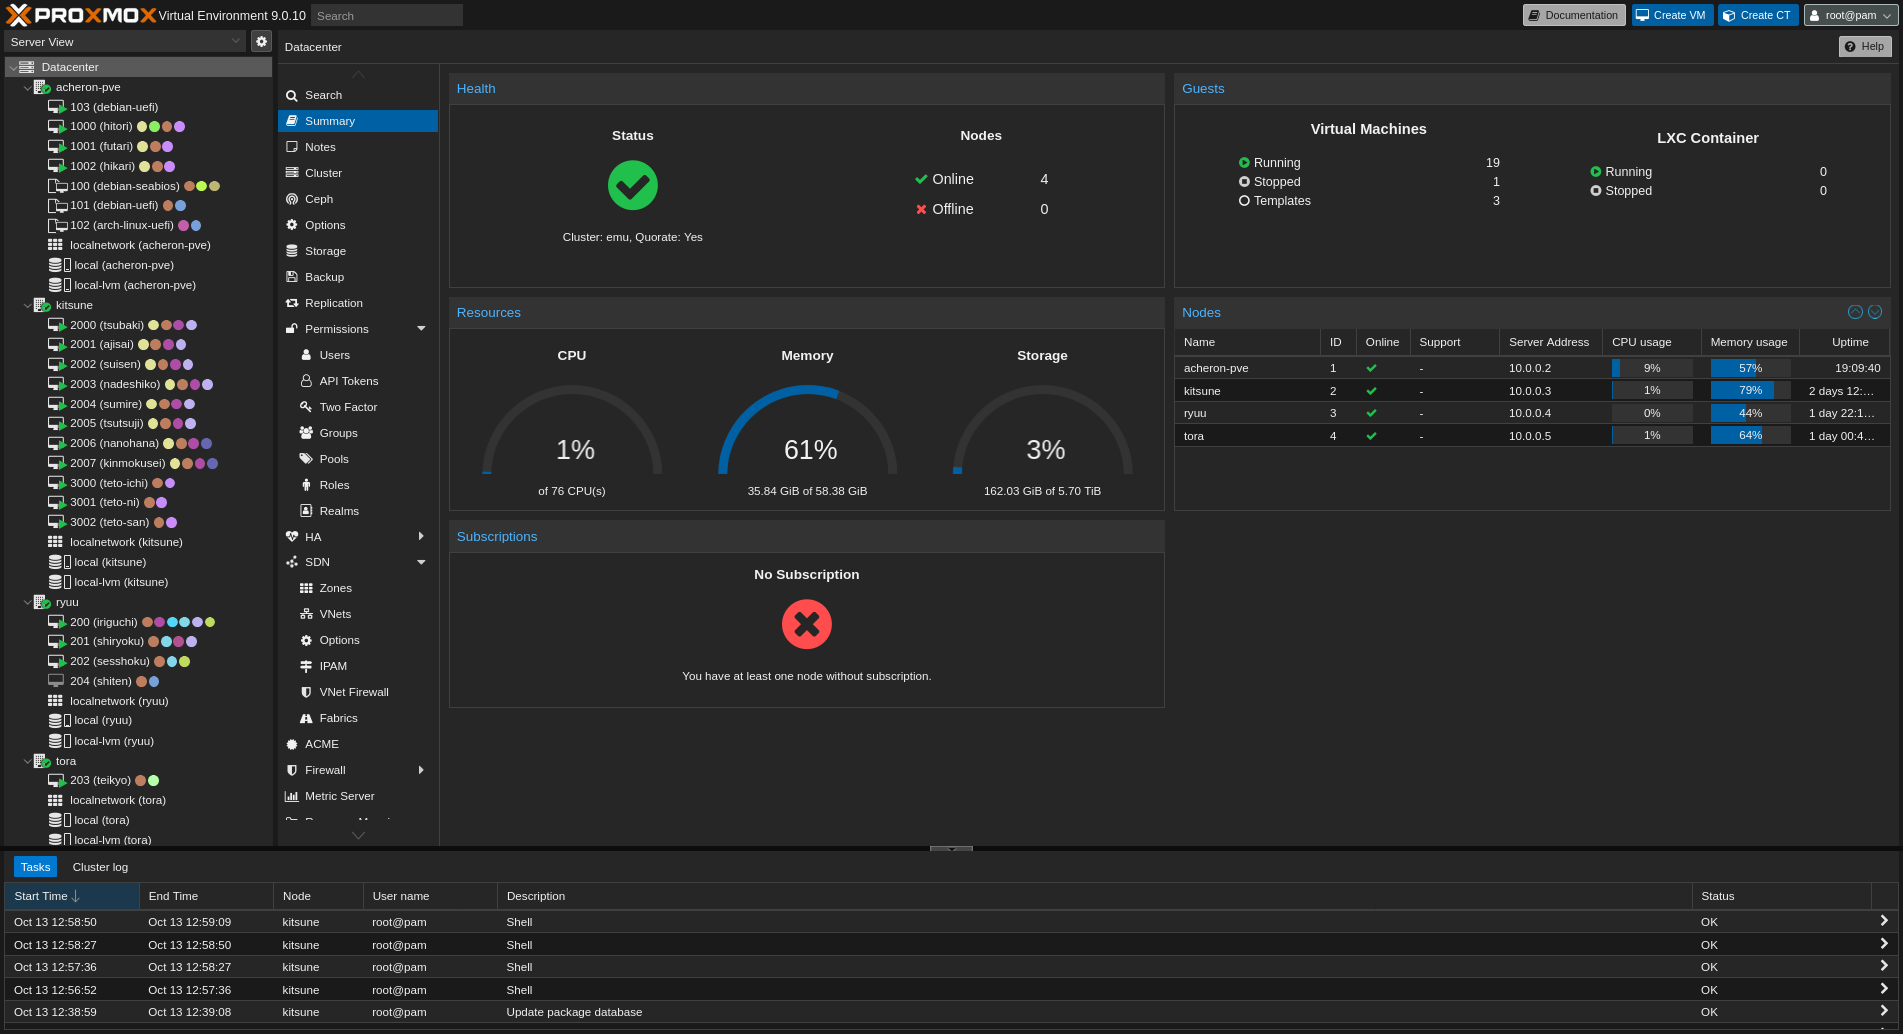 PROXMOX Virtual Environment 9.0.10 Search
Documentation Create VM Create CT root@pam
Server View
Datacenter
acheron-pve
103 (debian-uefi)
1000 (hitori)
1001 (futari)
1002 (hikari)
100 (debian-seabios)
101 (debian-uefi)
102 (arch-linux-uefi)
localnetwork (acheron-pve)
local (acheron-pve)
local-lvm (acheron-pve)
kitsune
2000 (tsubaki)
2001 (ajisai)
2002 (suisen)
2003 (nadeshiko)
2004 (sumire)
2005 (tsutsuji)
2006 (nanohana)
2007 (kinmokusei)
3000 (teto-ichi)
3001 (teto-ni)
3002 (teto-san)
localnetwork (kitsune)
local (kitsune)
local-lvm (kitsune)
ryuu
200 (iriguchi)
201 (shiryoku)
202 (sesshoku)
204 (shiten)
localnetwork (ryuu)
local (ryuu)
local-lvm (ryuu)
tora
203 (teikyo)
localnetwork (tora)
local (tora)
local-lvm (tora)
Datacenter
Help
Search
Summary
Notes
Cluster
Ceph
Options
Storage
Backup
Replication
Permissions
Users
API Tokens
Two Factor
Groups
Pools
Roles
Realms
HA
SDN
Zones
VNets
Options
IPAM
VNet Firewall
Fabrics
ACME
Firewall
Metric Server
Health
Status
Cluster: emu, Quorate: Yes
Nodes
Online 4
Offline 0
Guests
Virtual Machines
Running 19
Stopped 1
Templates 3
LXC Container
Running 0
Stopped 0
Resources
CPU
1%
of 76 CPU(s)
Memory
61%
35.84 GiB of 58.38 GiB
Storage
3%
162.03 GiB of 5.70 TiB
Nodes
Name ID Online Support Server Address CPU usage Memory usage Uptime
acheron-pve 1 - 10.0.0.2 9% 57% 19:09:40
kitsune 2 - 10.0.0.3 1% 79% 2 days 12:...
ryuu 3 - 10.0.0.4 0% 44% 1 day 22:1...
tora 4 - 10.0.0.5 1% 64% 1 day 00:4...
Subscriptions
No Subscription
You have at least one node without subscription.
Tasks Cluster log
Start Time End Time Node User name Description Status
Oct 13 12:58:50 Oct 13 12:59:09 kitsune root@pam Shell OK
Oct 13 12:58:27 Oct 13 12:58:50 kitsune root@pam Shell OK
Oct 13 12:57:36 Oct 13 12:58:27 kitsune root@pam Shell OK
Oct 13 12:56:52 Oct 13 12:57:36 kitsune root@pam Shell OK
Oct 13 12:38:59 Oct 13 12:39:08 kitsune root@pam Update package database OK